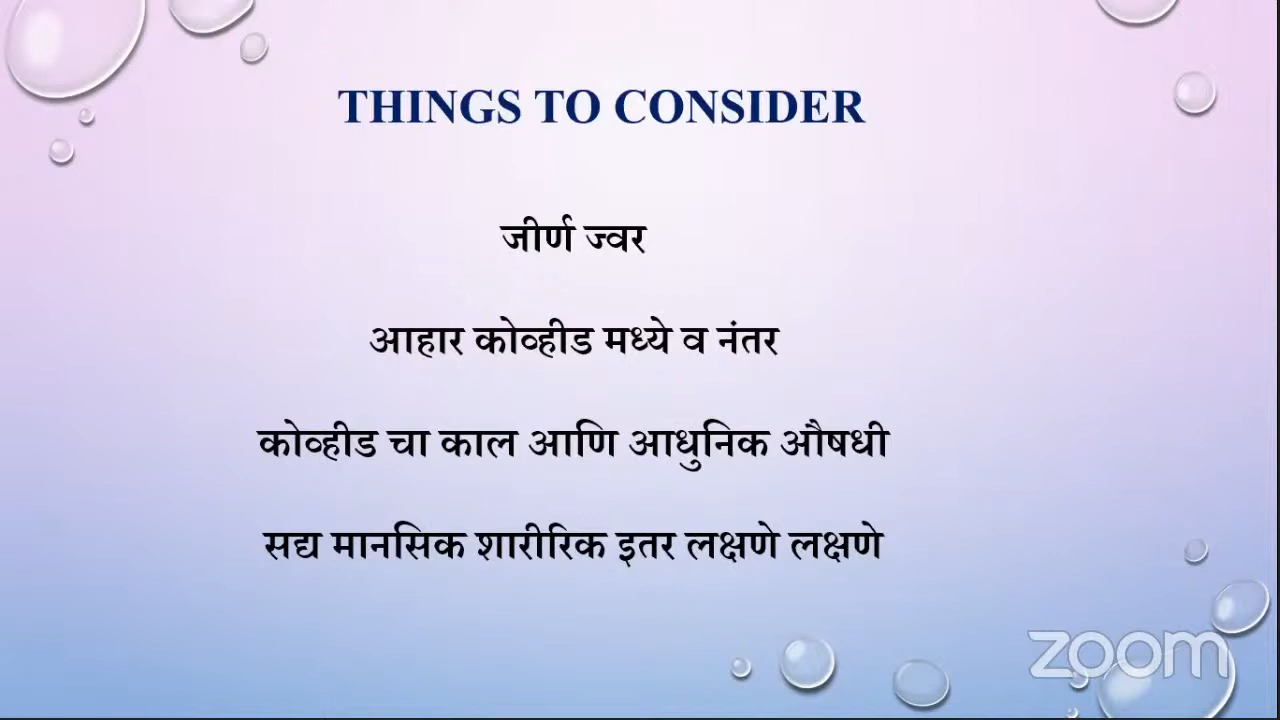 THINGS TO CONSIDER
जीर्ण ज्वर
आहार कोव्हीड मध्ये व नंतर
कोव्हीड चा काल आणि आधुनिक औषधी
सद्य मानसिक शारीरिक इतर लक्षणे लक्षणे
zoom